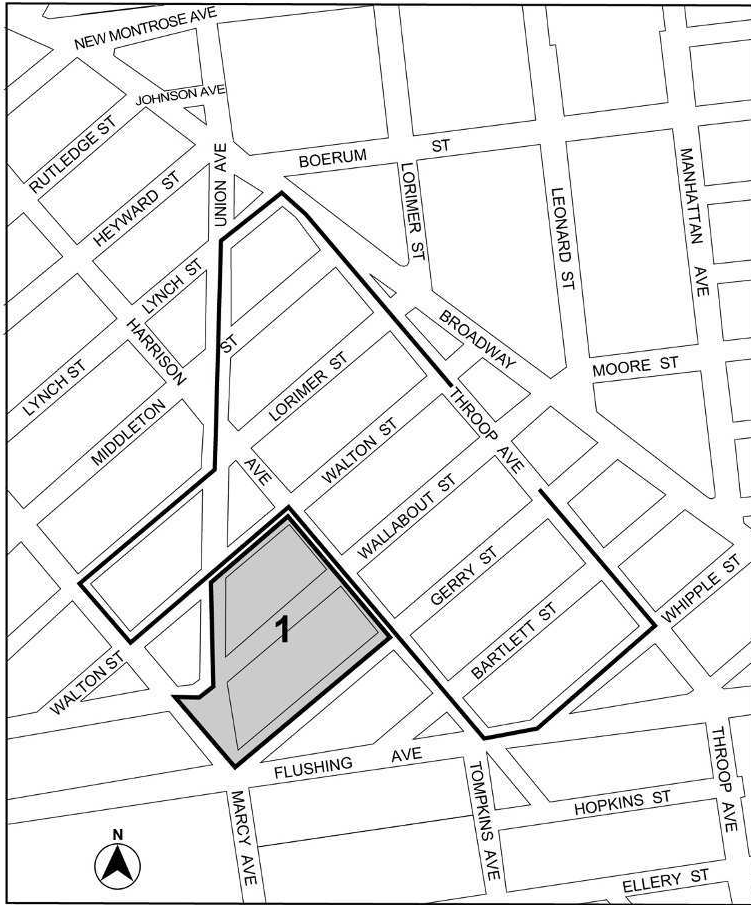 NEW MONTROSE AVE
JOHNSON AVE
RUTLEDGE ST
HEYWARD ST
UNION AVE
BOERUM ST
LORIMER ST
LEONARD ST
MANHATTAN AVE
LYNCH ST
HARRISON AVE
LYNCH ST
MIDDLETON ST
LORIMER ST
BROADWAY
MOORE ST
THROOP AVE
WALTON ST
WALLABOUT ST
GERRY ST
BARTLETT ST
WHIPPLE ST
1
WALTON ST
FLUSHING AVE
MARCY AVE
TOMPKINS AVE
THROOP AVE
HOPKINS ST
ELLERY ST
N